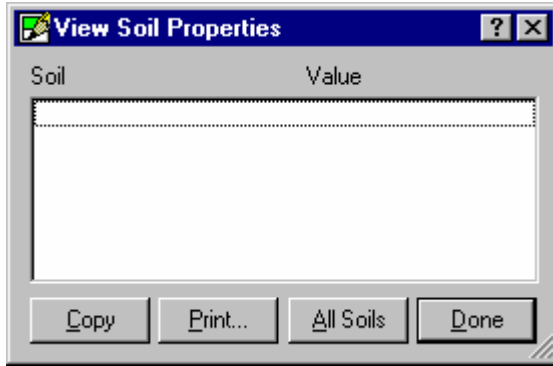 View Soil Properties ? X
Soil Value
Copy Print... All Soils Done